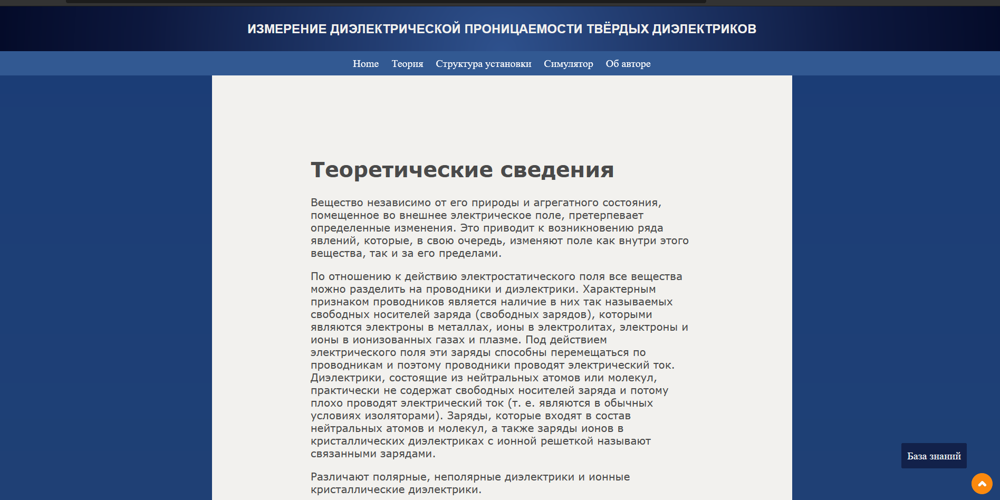 ИЗМЕРЕНИЕ ДИЭЛЕКТРИЧЕСКОЙ ПРОНИЦАЕМОСТИ ТВЁРДЫХ ДИЭЛЕКТРИКОВ
Home Теория Структура установки Симулятор Об авторе
Теоретические сведения
Вещество независимо от его природы и агрегатного состояния,
помещенное во внешнее электрическое поле, претерпевает
определенные изменения. Это приводит к возникновению ряда
явлений, которые, в свою очередь, изменяют поле как внутри этого
вещества, так и за его пределами.
По отношению к действию электростатического поля все вещества
можно разделить на проводники и диэлектрики. Характерным
признаком проводников является наличие в них так называемых
свободных носителей заряда (свободных зарядов), которыми
являются электроны в металлах, ионы в электролитах, электроны и
ионы в ионизованных газах и плазме. Под действием
электрического поля эти заряды способны перемещаться по
проводникам и поэтому проводники проводят электрический ток.
Диэлектрики, состоящие из нейтральных атомов или молекул,
практически не содержат свободных носителей заряда и потому
плохо проводят электрический ток (т. е. являются в обычных
условиях изоляторами). Заряды, которые входят в состав
нейтральных атомов и молекул, а также заряды ионов в
кристаллических диэлектриках с ионной решеткой называют
связанными зарядами.
Различают полярные, неполярные диэлектрики и ионные
кристаллические диэлектрики.
База знаний